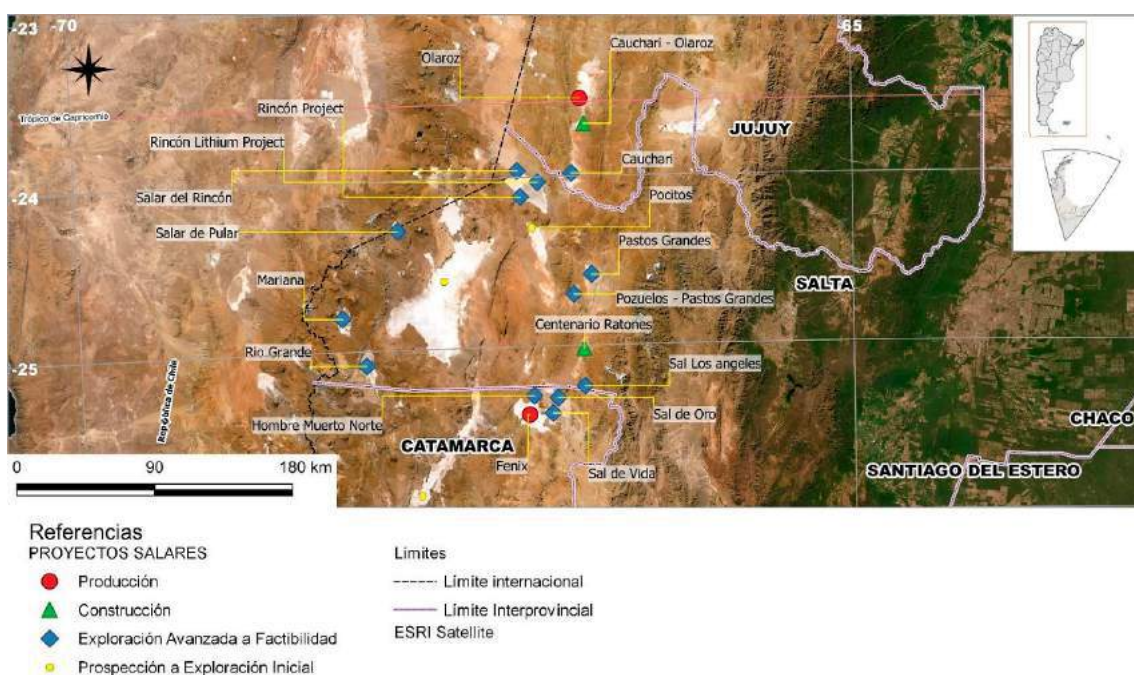 -23
-70
-65
Olaroz
Cauchari - Olaroz
Rincón Project
Trópico de Capricornio
JUJUY
Rincón Lithium Project
Cauchari
-24
Salar del Rincón
Pocitos
Salar de Pular
Pastos Grandes
Mariana
SALTA
Pozuelos - Pastos Grandes
Centenario Ratones
Rio Grande
Sal Los angeles
-25
República de Chile
Hombre Muerto Norte
Sal de Oro
CHACO
CATAMARCA
Fenix
Sal de Vida
SANTIAGO DEL ESTERO
0 90 180 km
Referencias
PROYECTOS SALARES
Producción
Construcción
Exploración Avanzada a Factibilidad
Prospección a Exploración Inicial
Límites
Límite internacional
Límite Interprovincial
ESRI Satellite